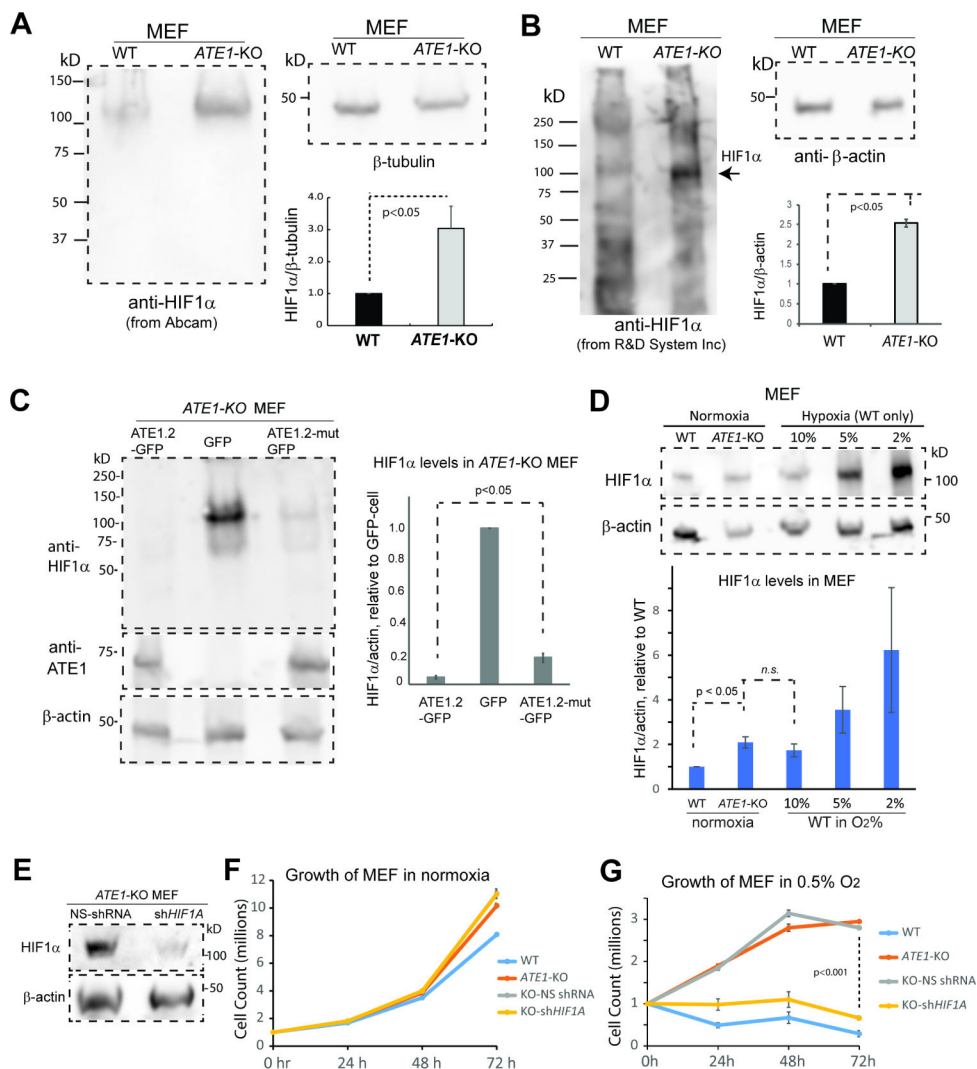 A
MEF
WT ATE1-KO
kD
150
100
75
50
37
anti-HIF1α
(from Abcam)
MEF
WT ATE1-KO
kD
50
β-tubulin
HIF1α/β-tubulin
4.0
3.0
2.0
1.0
0
p<0.05
WT ATE1-KO
B
MEF
WT ATE1-KO
kD
250
150
100
75
50
37
25
HIF1α
anti-HIF1α
(from R&D System Inc)
MEF
WT ATE1-KO
kD
50
anti- β-actin
HIF1α/β-actin
3
2.5
2
1.5
1
0.5
0
p<0.05
WT ATE1-KO
C
ATE1-KO MEF
ATE1.2
-GFP
GFP
ATE1.2-mut
GFP
kD
250-
150-
100-
75-
50-
anti-
HIF1α
anti-
ATE1
75-
β-actin
50-
HIF1α levels in ATE1-KO MEF
p<0.05
HIF1α/actin, relative to GFP-cell
1.0
0.2
0
ATE1.2
-GFP
GFP
ATE1.2-mut
-GFP
D
MEF
Normoxia Hypoxia (WT only)
WT ATE1-KO 10% 5% 2%
kD
HIF1α
100
β-actin
50
HIF1α levels in MEF
HIF1α/actin, relative to WT
8
6
4
2
0
p < 0.05
n.s.
WT ATE1-KO 10% 5% 2%
normoxia WT in O2%
E
ATE1-KO MEF
NS-shRNA shHIF1A
kD
HIF1α
100
β-actin
50
F
Growth of MEF in normoxia
Cell Count (millions)
12
10
8
6
4
2
0
WT
ATE1-KO
KO-NS shRNA
KO-shHIF1A
0 hr 24h 48h 72h
G
Growth of MEF in 0.5% O2
Cell Count (millions)
3
2
1
0
p<0.001
WT
ATE1-KO
KO-NS shRNA
KO-shHIF1A
0h 24h 48h 72h